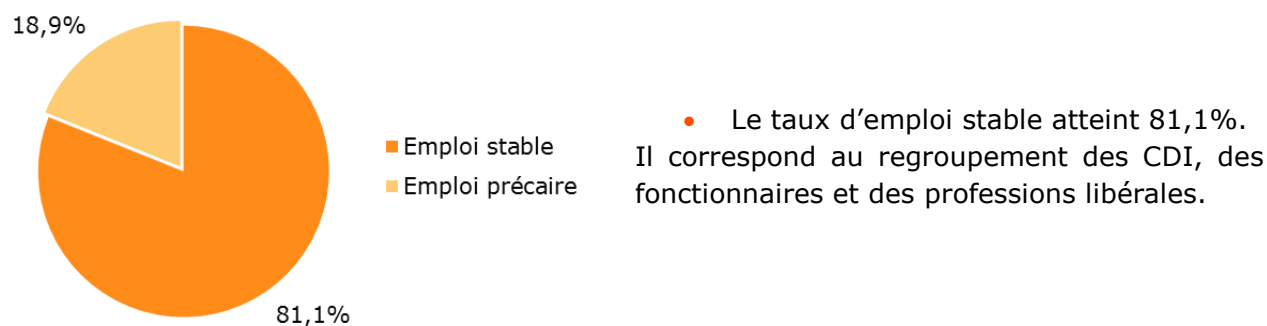 18,9%
81,1%
Emploi stable
Emploi précaire
• Le taux d’emploi stable atteint 81,1%.
Il correspond au regroupement des CDI, des
fonctionnaires et des professions libérales.